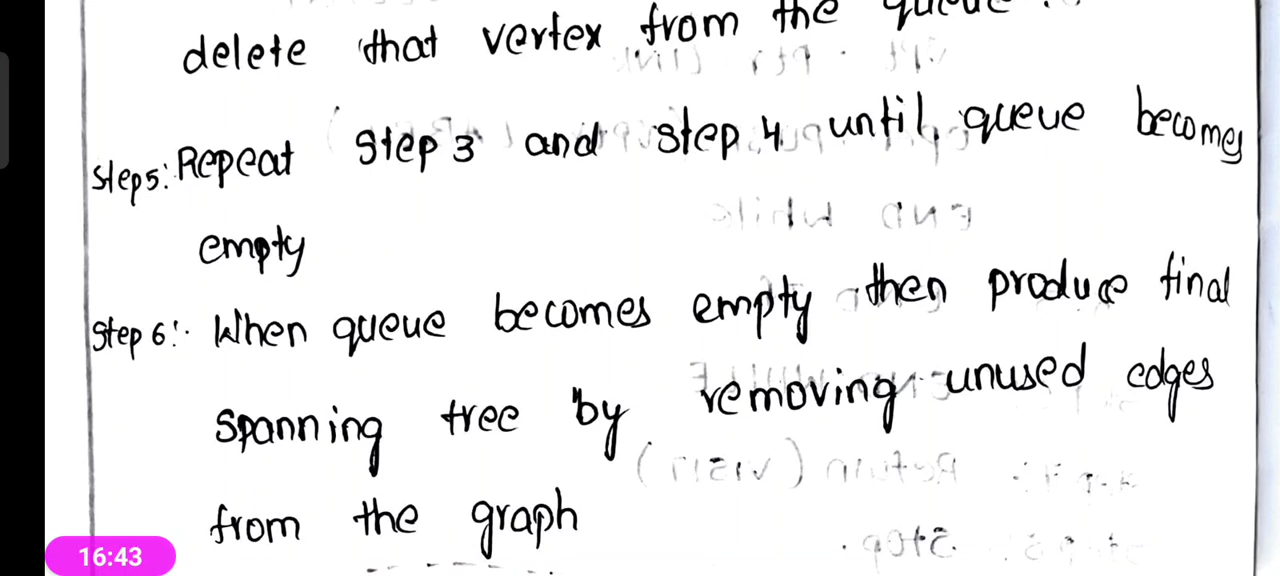 delete that vertex from the queue
step5: Repeat step 3 and step 4 until queue becomes
empty
Step 6:- When queue becomes empty then produce final
spanning tree by removing unused edges
from the graph
16:43